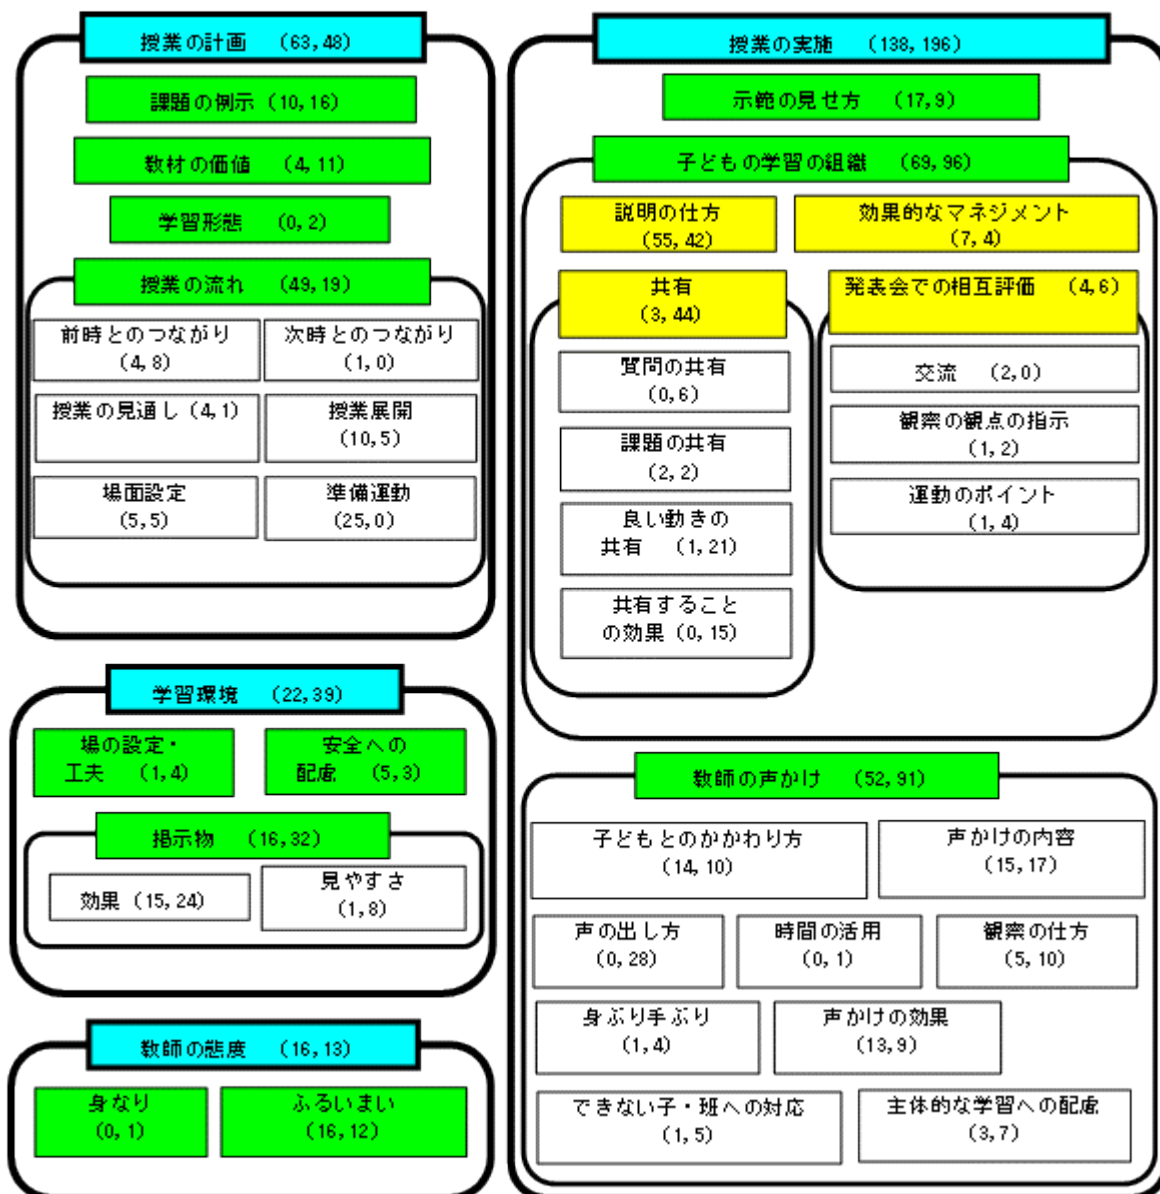 授業の計画 (63,48)
課題の例示 (10,16)
教材の価値 (4,11)
学習形態 (0,2)
授業の流れ (49,19)
前時とのつながり
(4,8)
次時とのつながり
(1,0)
授業の見通し (4,1)
授業展開
(10,5)
場面設定
(5,5)
準備運動
(25,0)
学習環境 (22,39)
場の設定・
工夫 (1,4)
安全への
配慮 (5,3)
掲示物 (16,32)
効果 (15,24)
見やすさ
(1,8)
教師の態度 (16,13)
身なり
(0,1)
ふるいまい
(16,12)
授業の実施 (138,196)
示範の見せ方 (17,9)
子どもの学習の組織 (69,96)
説明の仕方
(55,42)
効果的なマネジメント
(7,4)
共有
(3,44)
質問の共有
(0,6)
課題の共有
(2,2)
良い動きの
共有 (1,21)
共有すること
の効果 (0,15)
発表会での相互評価 (4,6)
交流 (2,0)
観察の観点の指示
(1,2)
運動のポイント
(1,4)
教師の声かけ (52,91)
子どもとのかかわり方
(14,10)
声かけの内容
(15,17)
声の出し方
(0,28)
時間の活用
(0,1)
観察の仕方
(5,10)
身ぶり手ぶり
(1,4)
声かけの効果
(13,9)
できない子・班への対応
(1,5)
主体的な学習への配慮
(3,7)